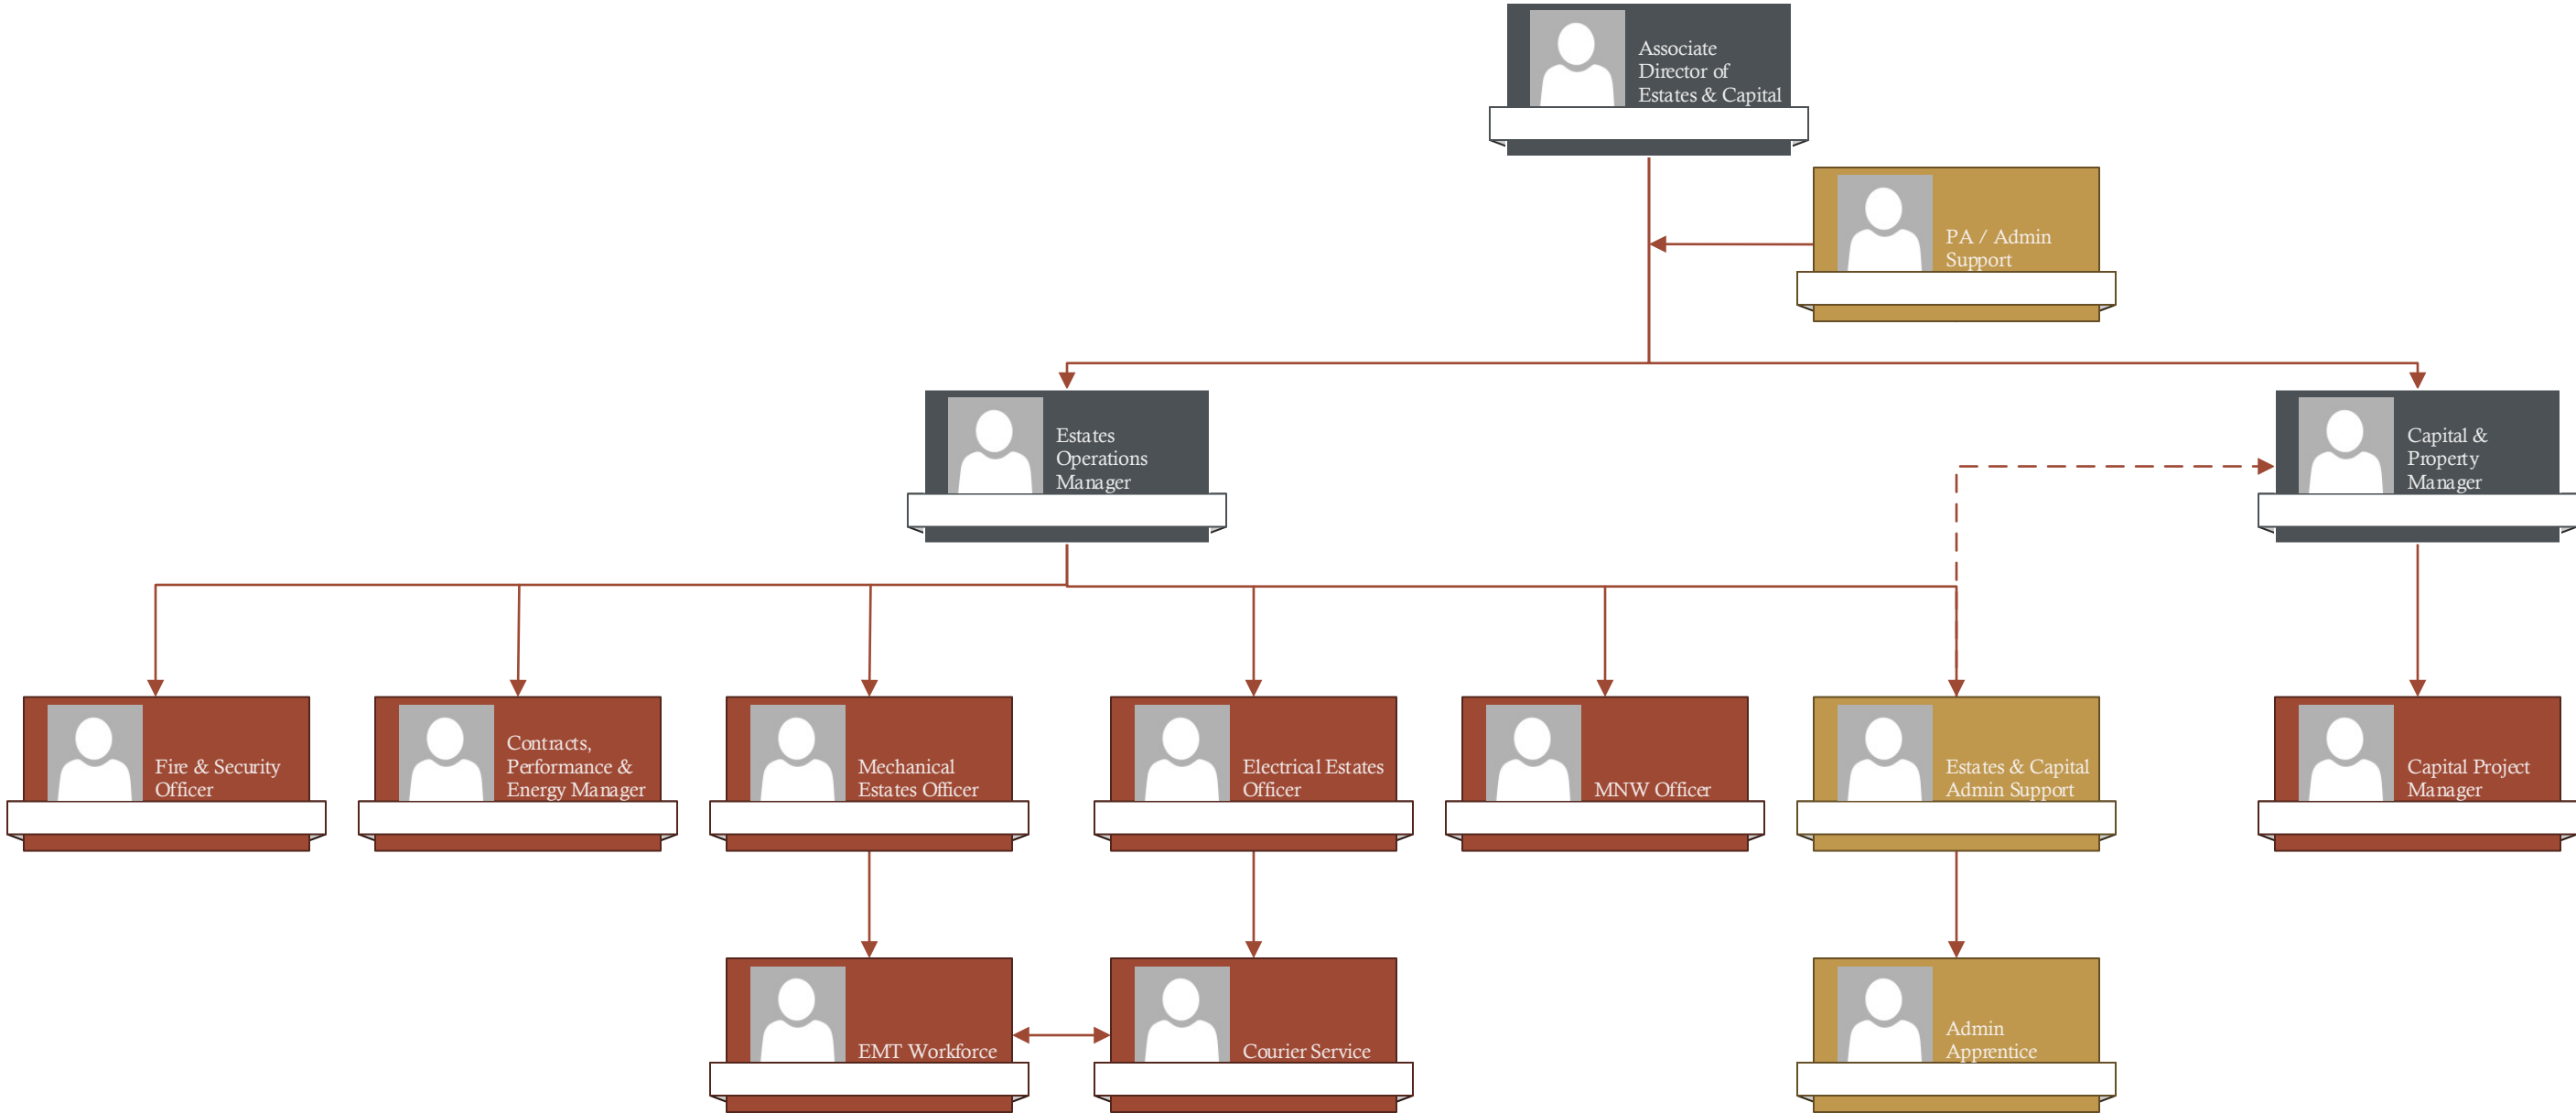 Associate
Director of
Estates & Capital
PA / Admin
Support
Estates
Operations
Manager
Capital &
Property
Manager
Fire & Security
Officer
Contracts,
Performance &
Energy Manager
Mechanical
Estates Officer
Electrical Estates
Officer
MNW Officer
Estates & Capital
Admin Support
Capital Project
Manager
EMT Workforce
Courier Service
Admin
Apprentice